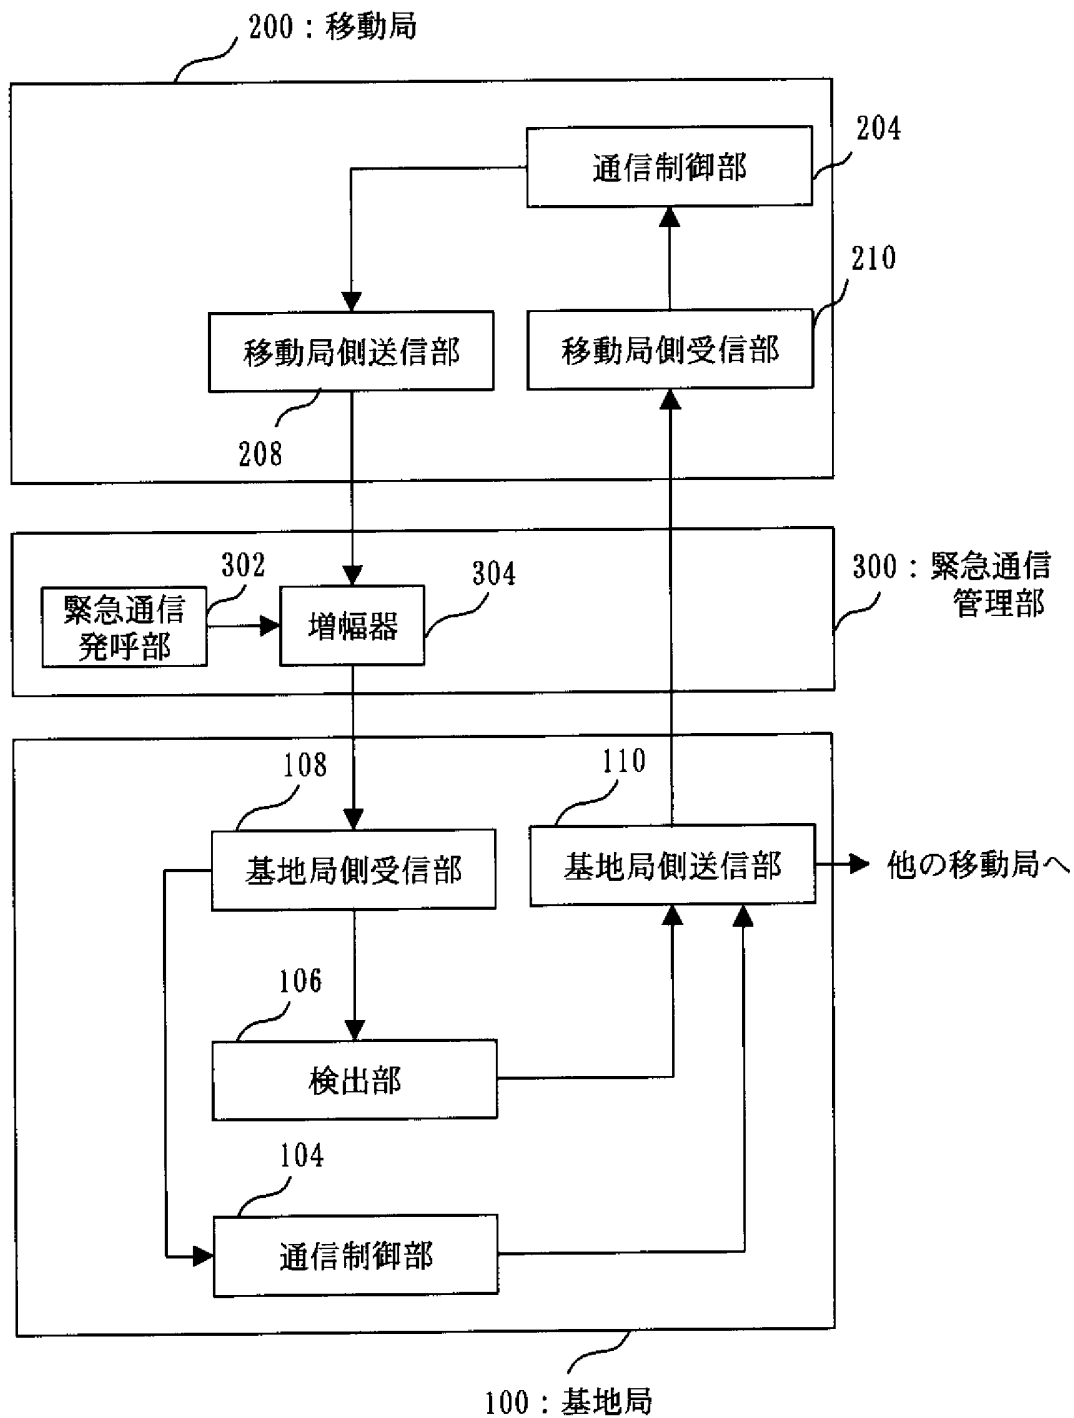 200：移動局
204
通信制御部
210
移動局側送信部
移動局側受信部
208
302
304
300：緊急通信
管理部
緊急通信
発呼部
増幅器
108
110
基地局側受信部
基地局側送信部
他の移動局へ
106
検出部
104
通信制御部
100：基地局